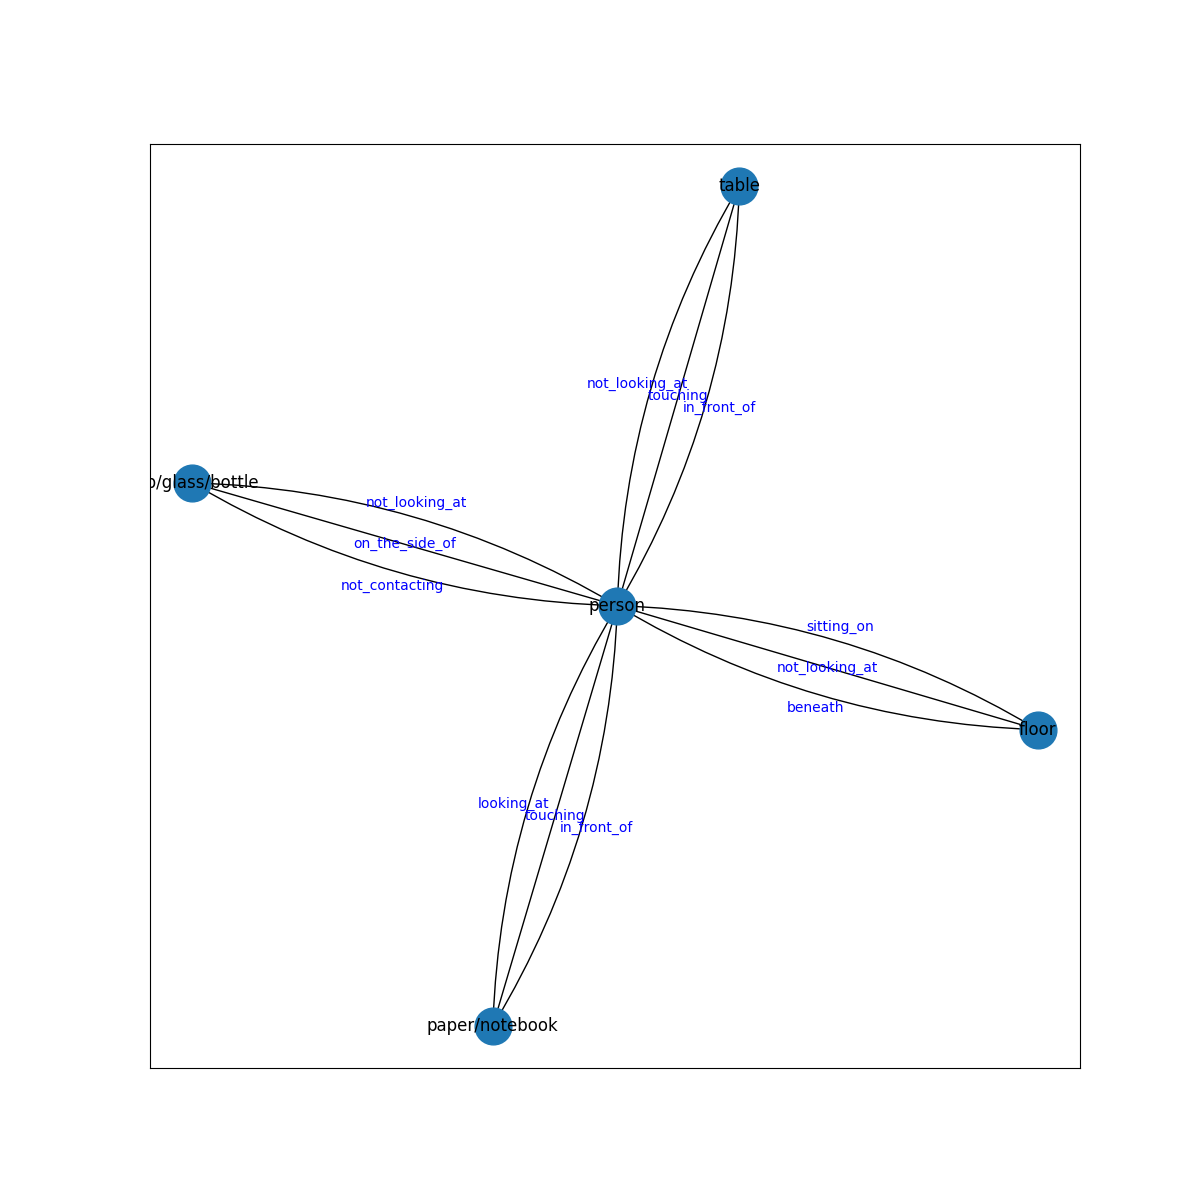 table
not_looking_at
touching
in_front_of
/glass/bottle
not_looking_at
on_the_side_of
not_contacting
person
sitting_on
not_looking_at
beneath
floor
looking_at
touching
in_front_of
paper/notebook